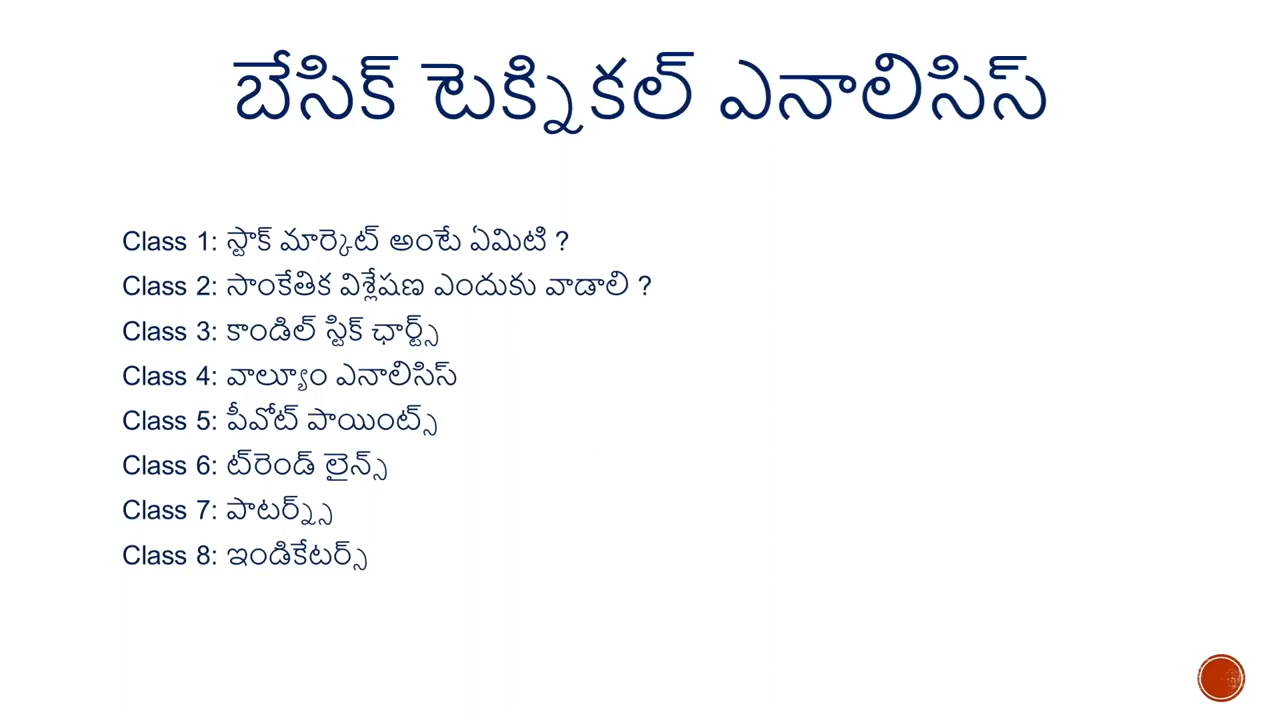 బేసిక్ టెక్నికల్ ఎనాలిసిస్
Class 1: స్టాక్ మార్కెట్ అంటే ఏమిటి ?
Class 2: సాంకేతిక విశ్లేషణ ఎందుకు వాడాలి ?
Class 3: కాండిల్ స్టిక్ ఛార్ట్స్
Class 4: వాల్యూం ఎనాలిసిస్
Class 5: పీవోట్ పాయింట్స్
Class 6: ట్‌రెండ్ లైన్స్
Class 7: పాటర్న్స్
Class 8: ఇండికేటర్స్